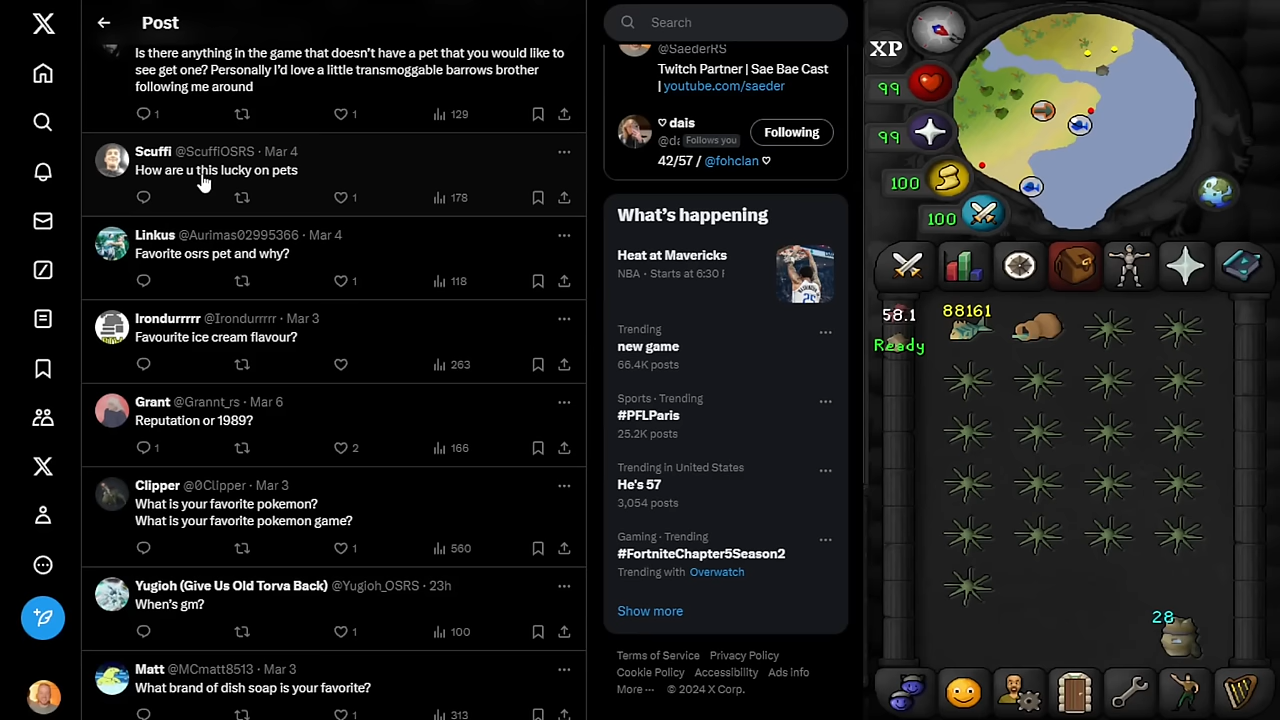 Post
Is there anything in the game that doesn't have a pet that you would like to
see get one? Personally I'd love a little transmoggable barrows brother
following me around
1
1
129
Scuffi @ScuffiOSRS · Mar 4
How are u this lucky on pets
1
178
Linkus @Aurimas02995366 · Mar 4
Favorite osrs pet and why?
1
118
Irondurrrrr @Irondurrrrr · Mar 3
Favourite ice cream flavour?
263
Grant @Grannt_rs · Mar 6
Reputation or 1989?
1
2
166
Clipper @0Cl1pper · Mar 3
What is your favorite pokemon?
What is your favorite pokemon game?
1
560
Yugioh (Give Us Old Torva Back) @Yugioh_OSRS · 23h
When's gm?
1
100
Matt @MCmatt8513 · Mar 3
What brand of dish soap is your favorite?
1
313
Search
@SaederRS
Twitch Partner | Sae Bae Cast
| youtube.com/saeder
♡ dais
Follows you
42/57 / @fohclan ♡
Following
What's happening
Heat at Mavericks
NBA · Starts at 6:30 F
Trending
new game
66.4K posts
Sports · Trending
#PFLParis
25.2K posts
Trending in United States
He's 57
3,054 posts
Gaming · Trending
#FortniteChapter5Season2
Trending with Overwatch
Show more
Terms of Service Privacy Policy
Cookie Policy Accessibility Ads info
More ··· © 2024 X Corp.
XP
99
99
100
100
58.1
Ready
88161
28